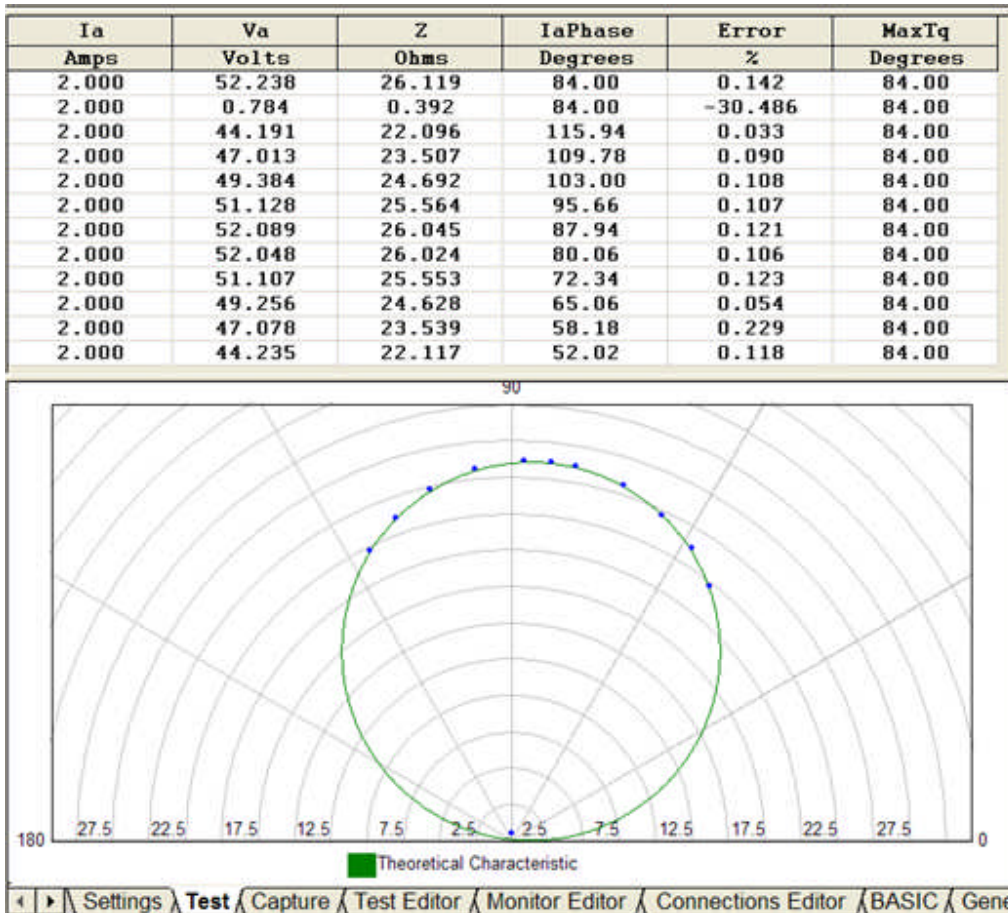 Ia Va Z IaPhase Error MaxTq
Amps Volts Ohms Degrees % Degrees
2.000 52.238 26.119 84.00 0.142 84.00
2.000 0.784 0.392 84.00 -30.486 84.00
2.000 44.191 22.096 115.94 0.033 84.00
2.000 47.013 23.507 109.78 0.090 84.00
2.000 49.384 24.692 103.00 0.108 84.00
2.000 51.128 25.564 95.66 0.107 84.00
2.000 52.089 26.045 87.94 0.121 84.00
2.000 52.048 26.024 80.06 0.106 84.00
2.000 51.107 25.553 72.34 0.123 84.00
2.000 49.256 24.628 65.06 0.054 84.00
2.000 47.078 23.539 58.18 0.229 84.00
2.000 44.235 22.117 52.02 0.118 84.00
90
180 27.5 22.5 17.5 12.5 7.5 2.5 2.5 7.5 12.5 17.5 22.5 27.5 0
Theoretical Characteristic
Settings Test Capture Test Editor Monitor Editor Connections Editor BASIC Gene